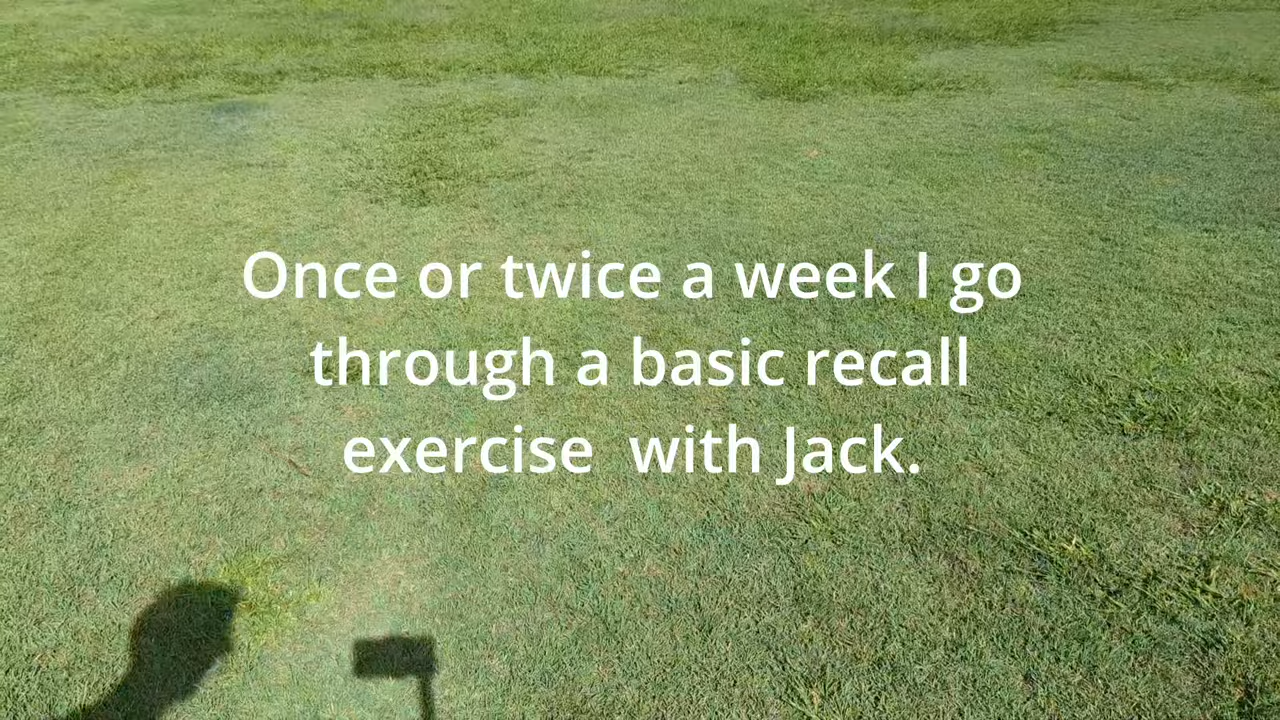 Once or twice a week I go
through a basic recall
exercise  with Jack.